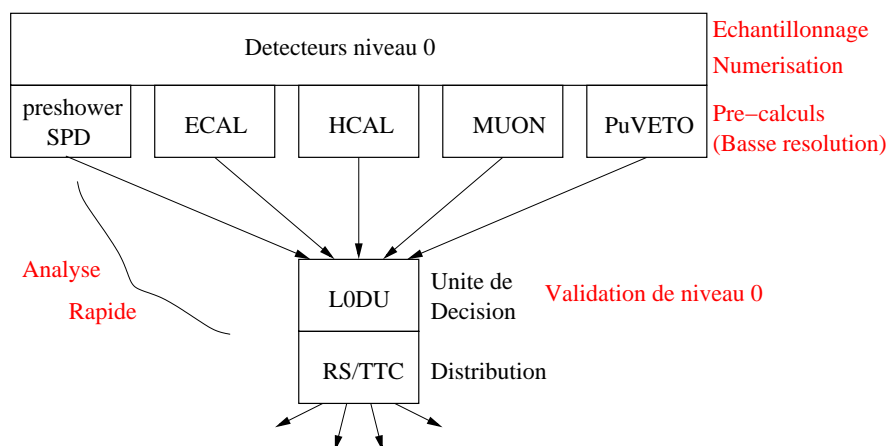 Detecteurs niveau 0
Echantillonnage
Numerisation
preshower
SPD
ECAL
HCAL
MUON
PuVETO
Pre−calculs
(Basse resolution)
Analyse
Rapide
L0DU
Unite de
Decision
Validation de niveau 0
RS/TTC
Distribution